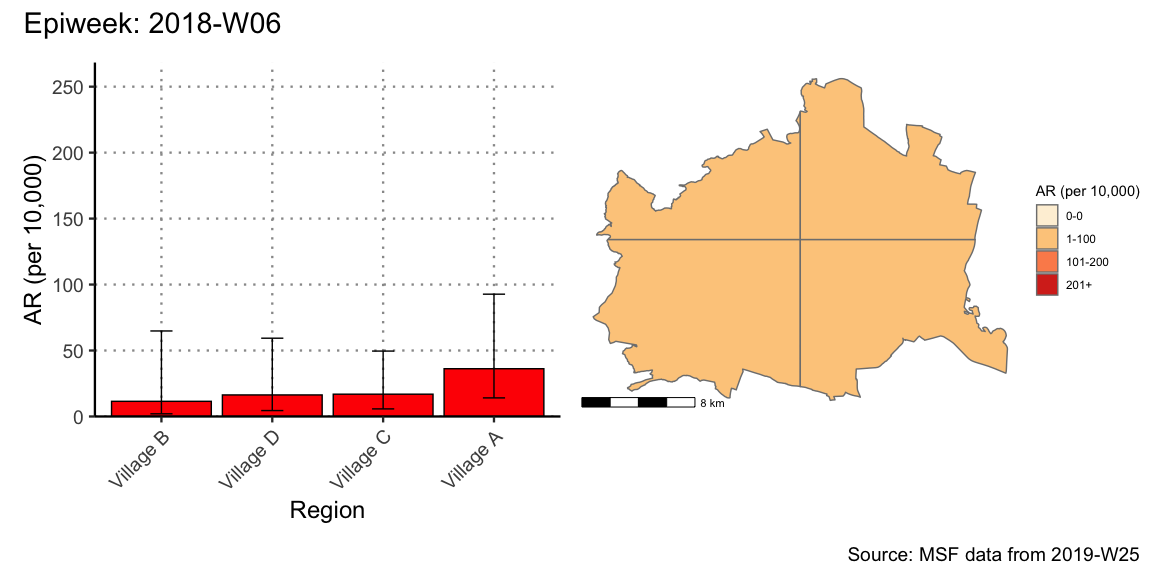 Epiweek: 2018-W06
AR (per 10,000)
250
200
150
100
50
0
Village B
Village D
Village C
Village A
Region
8 km
AR (per 10,000)
0-0
1-100
101-200
201+
Source: MSF data from 2019-W25